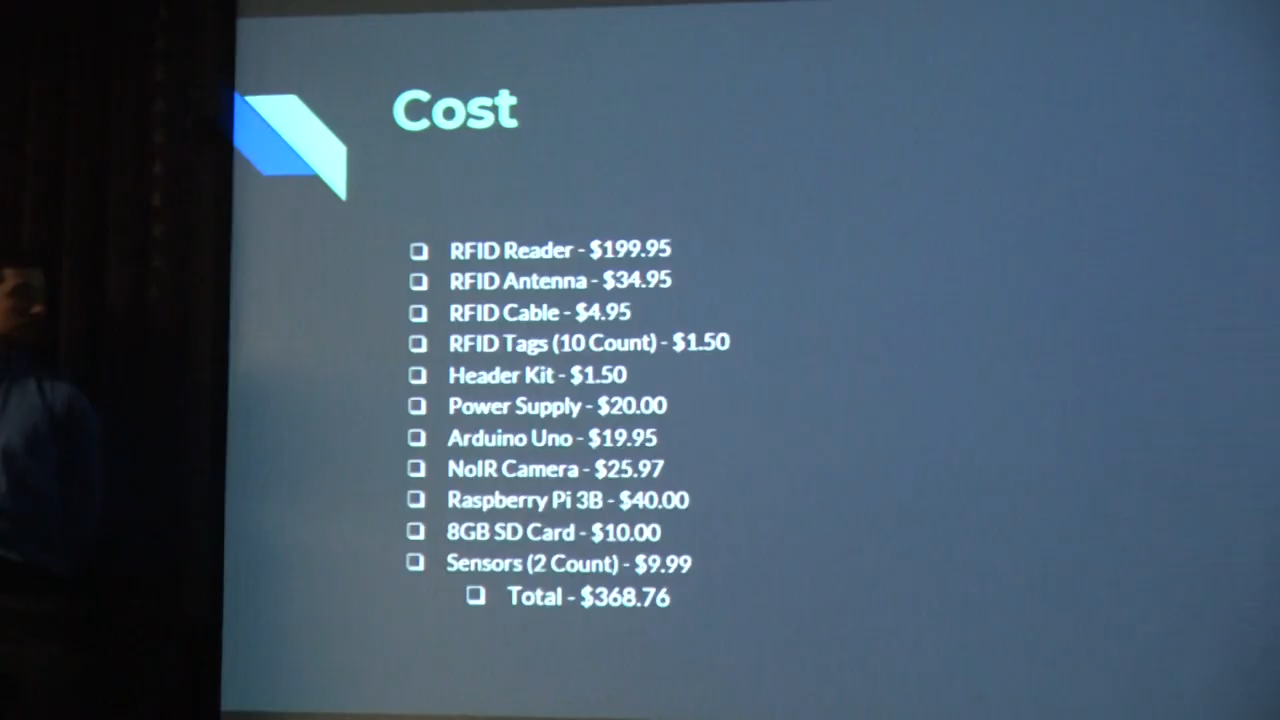 Cost
RFID Reader - $199.95
RFID Antenna - $34.95
RFID Cable - $4.95
RFID Tags (10 Count) - $1.50
Header Kit - $1.50
Power Supply - $20.00
Arduino Uno - $19.95
NoIR Camera - $25.97
Raspberry Pi 3B - $40.00
8GB SD Card - $10.00
Sensors (2 Count) - $9.99
Total - $368.76